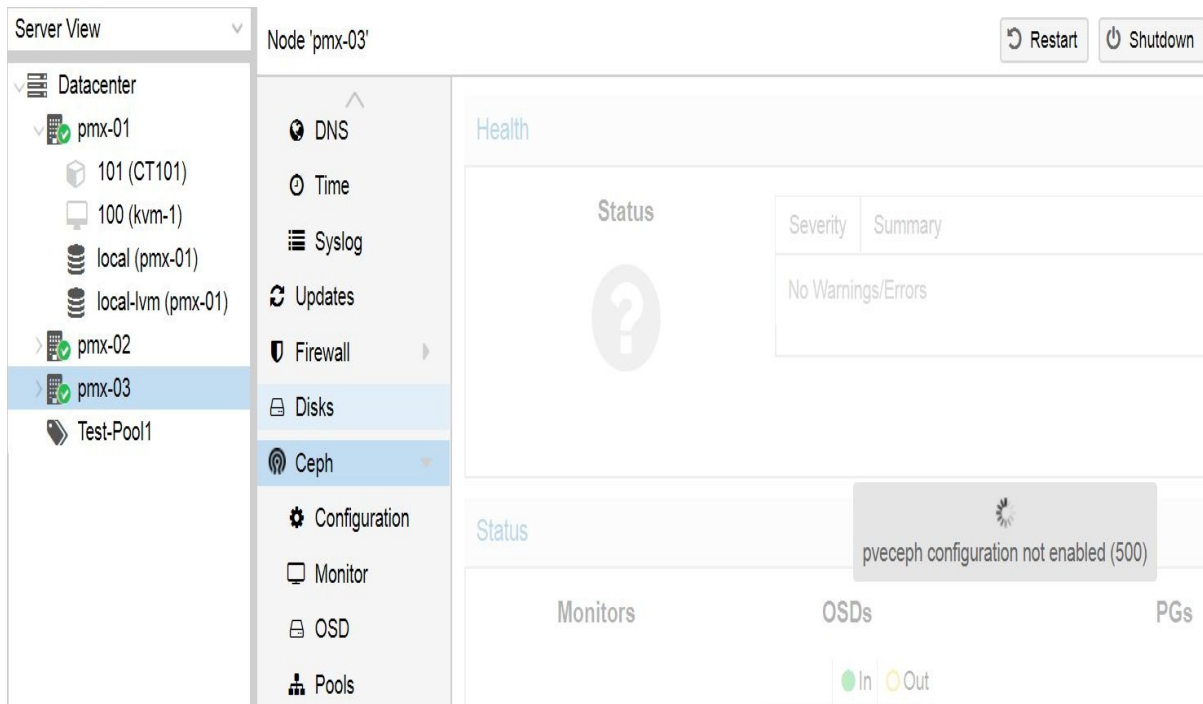 Server View
Datacenter
pmx-01
101 (CT101)
100 (kvm-1)
local (pmx-01)
local-lvm (pmx-01)
pmx-02
pmx-03
Test-Pool1
Node 'pmx-03'
Restart
Shutdown
DNS
Time
Syslog
Updates
Firewall
Disks
Ceph
Configuration
Monitor
OSD
Pools
Health
Status
Severity Summary
No Warnings/Errors
Status
pveceph configuration not enabled (500)
Monitors
OSDs
PGs
In Out